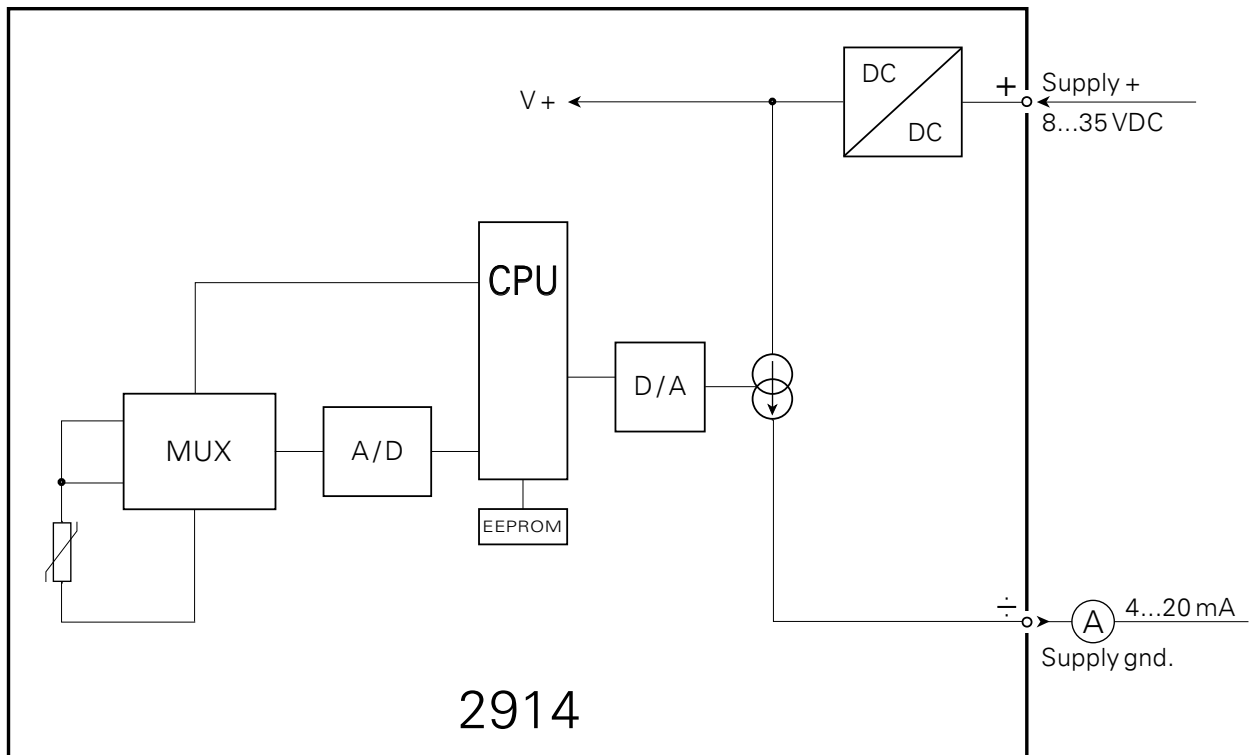 DC
DC
V+
+
Supply +
8...35 VDC
CPU
D/A
MUX
A/D
EEPROM
÷
A
4...20 mA
Supply gnd.
2914